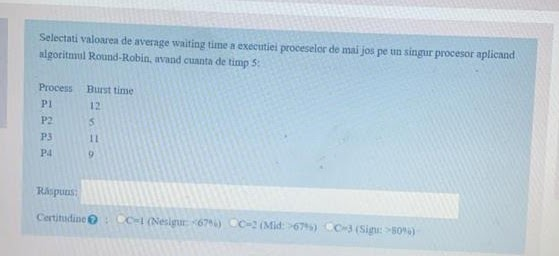 Selectati valoarea de average waiting time a executiei proceselor de mai jos pe un singur procesor aplicand
algoritmul Round-Robin, avand cuanta de timp 5:
Process Burst time
P1 12
P2 5
P3 11
P4 9
Răspuns:
Certitudine ? : C=1 (Nesigur: <67%) C=2 (Mid: >67%) C=3 (Sigur: >80%)